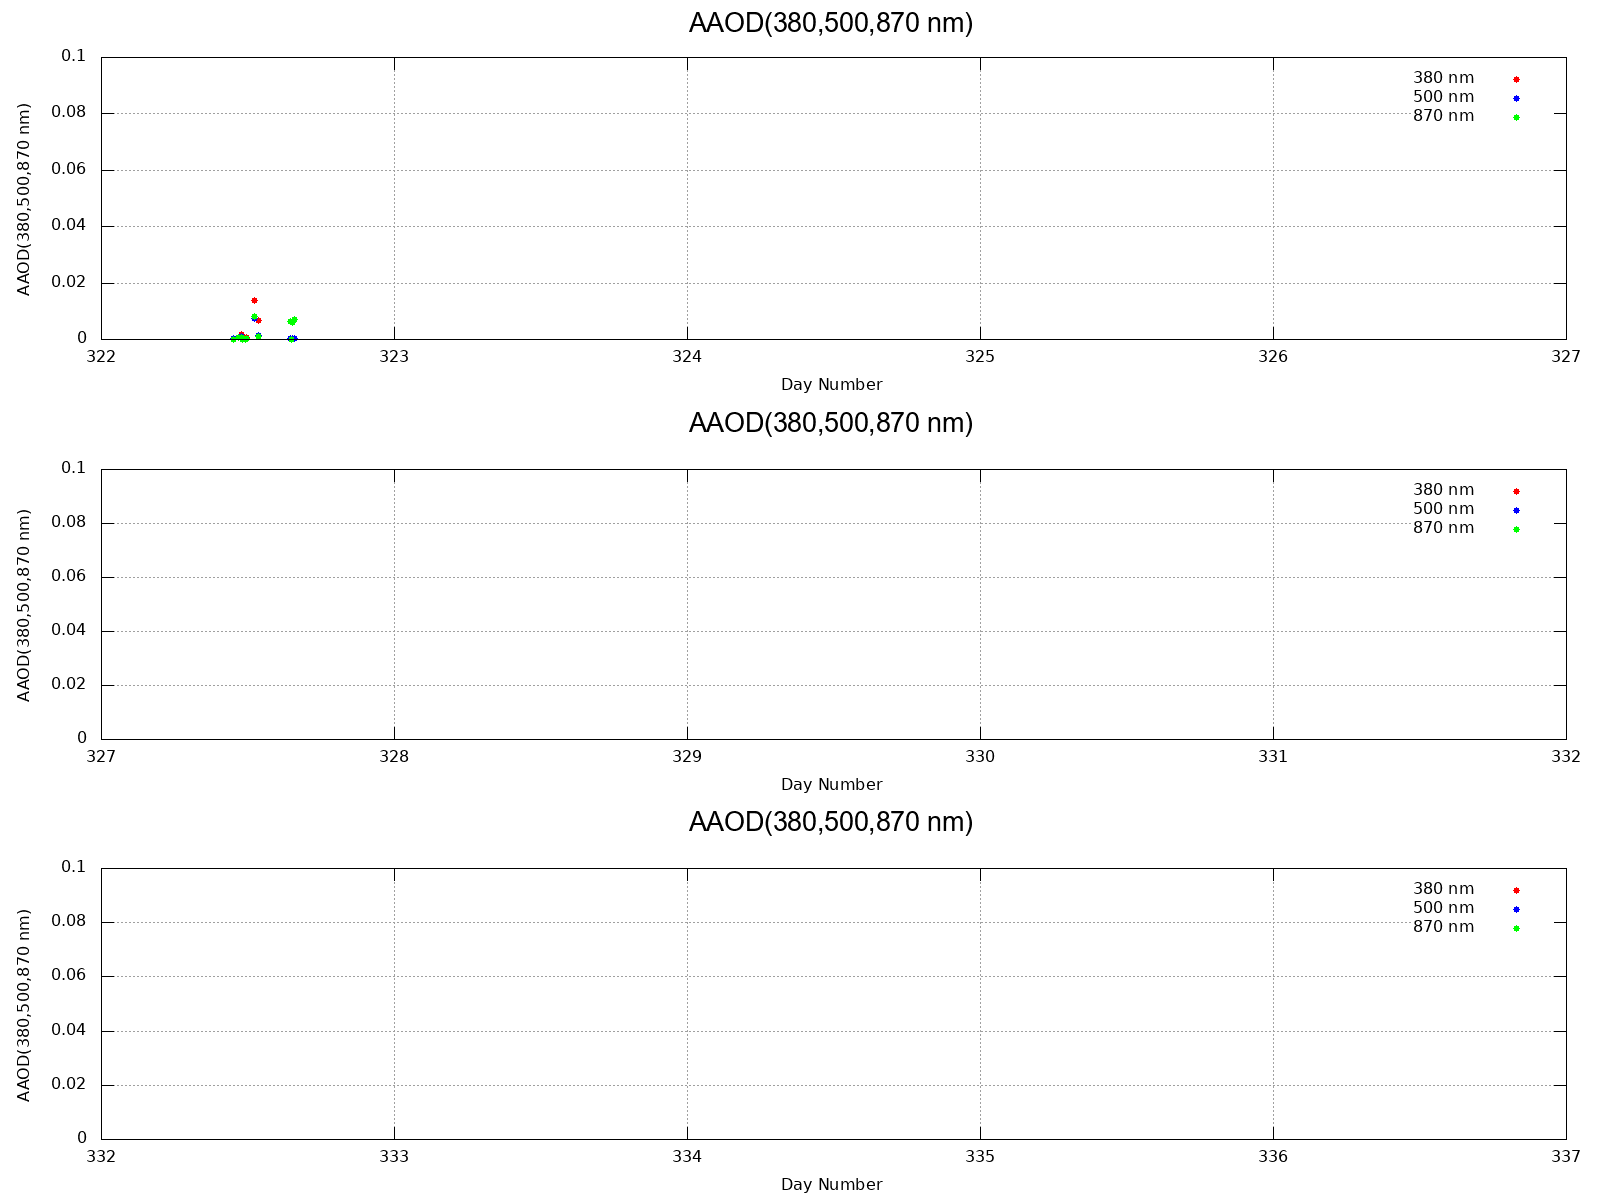 AAOD(380,500,870 nm)
0.1
0.08
0.06
0.04
0.02
0
AAOD(380,500,870 nm)
380 nm
500 nm
870 nm
322 323 324 325 326 327
Day Number
AAOD(380,500,870 nm)
0.1
0.08
0.06
0.04
0.02
0
AAOD(380,500,870 nm)
380 nm
500 nm
870 nm
327 328 329 330 331 332
Day Number
AAOD(380,500,870 nm)
0.1
0.08
0.06
0.04
0.02
0
AAOD(380,500,870 nm)
380 nm
500 nm
870 nm
332 333 334 335 336 337
Day Number